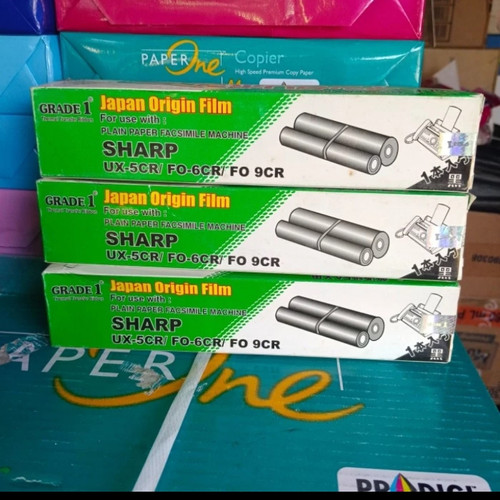 PAPER One Copier
High Speed Premium Copy Paper
GRADE 1
Japan Origin Film
For use with :
PLAIN PAPER FACSIMILE MACHINE
SHARP
UX-5CR/ FO-6CR/ FO 9CR
GRADE 1
Japan Origin Film
For use with :
PLAIN PAPER FACSIMILE MACHINE
SHARP
UX-5CR/ FO-6CR/ FO 9CR
GRADE 1
Japan Origin Film
For use with :
PLAIN PAPER FACSIMILE MACHINE
SHARP
UX-5CR/ FO-6CR/ FO 9CR
APER One